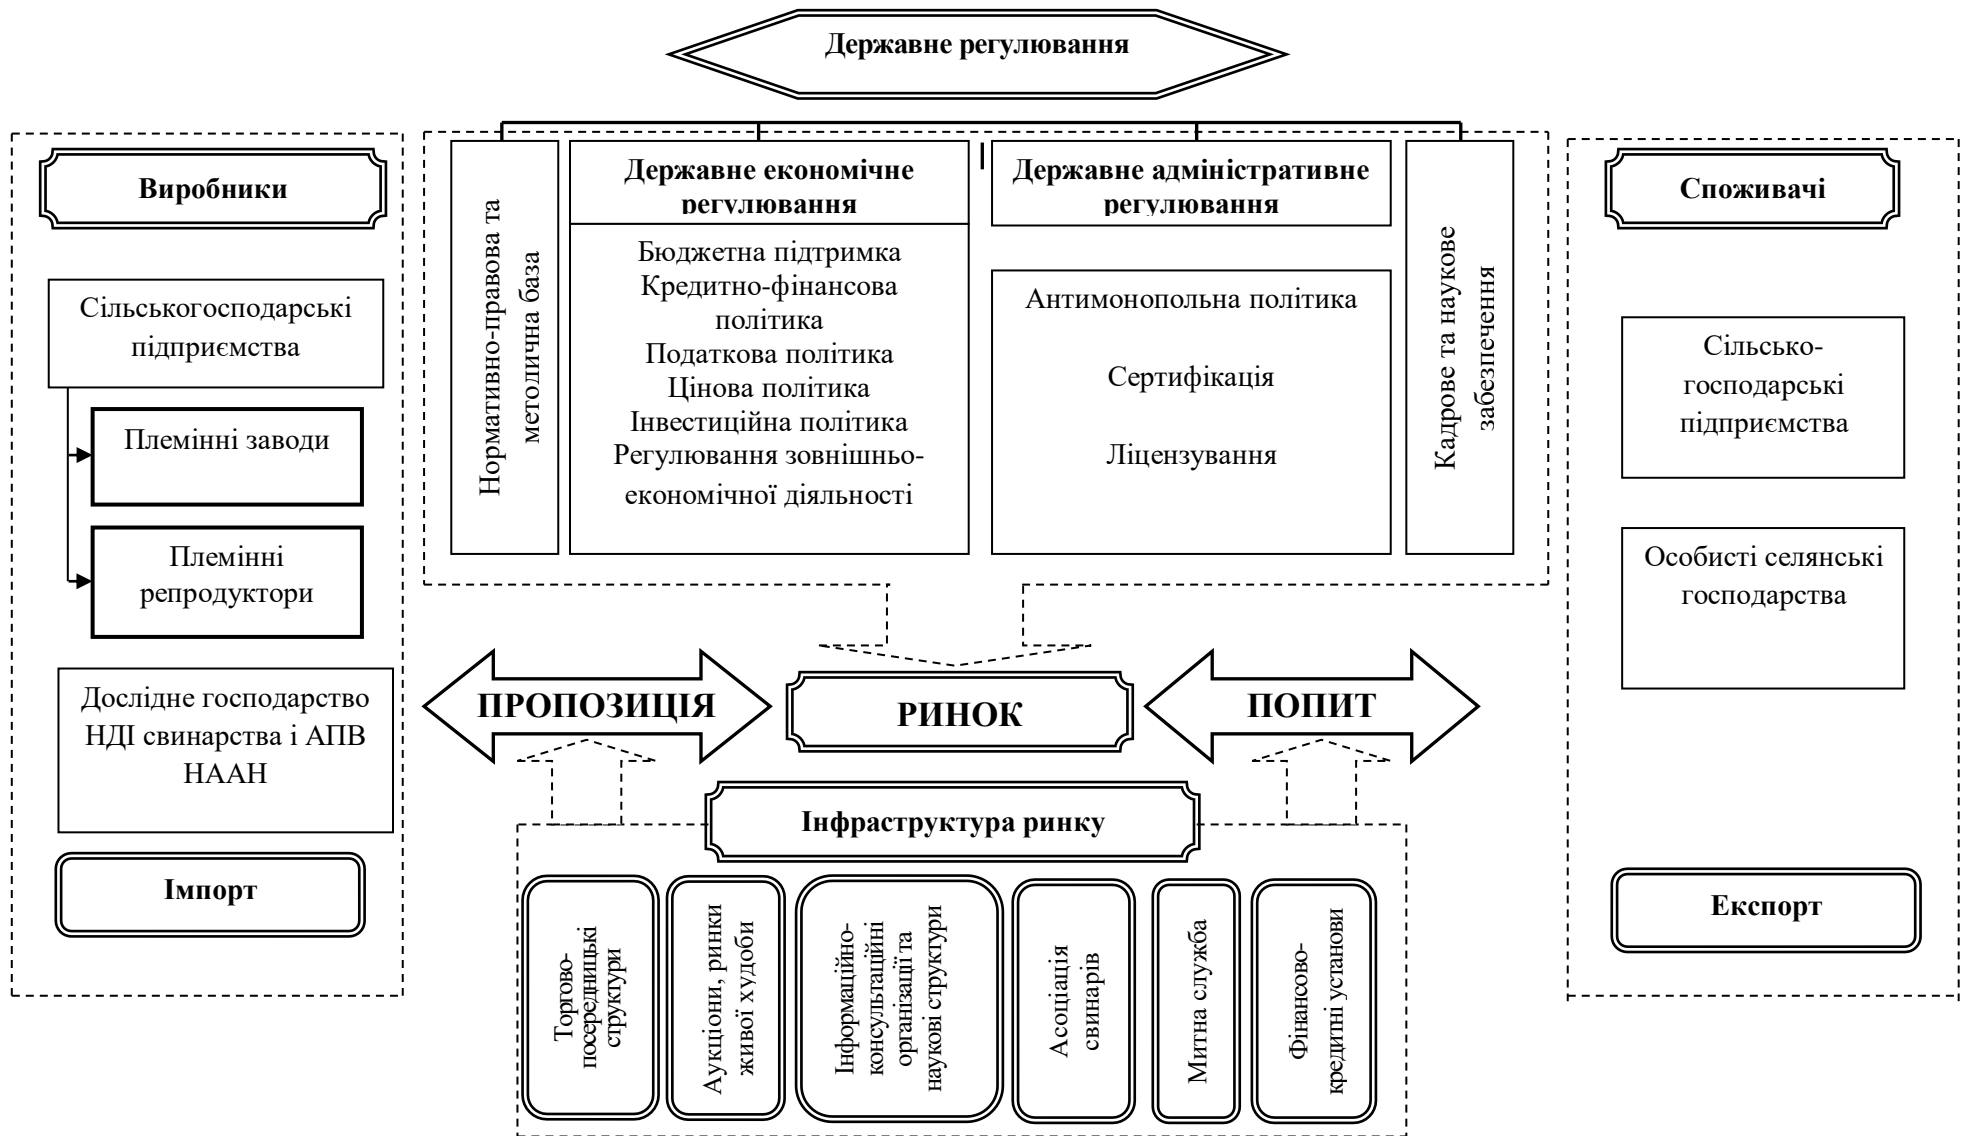 Державне регулювання
Виробники
Сільськогосподарські
підприємства
Племінні заводи
Племінні
репродуктори
Дослідне господарство
НДІ свинарства і АПВ
НААН
Імпорт
Нормативно-правова та
методична база
Державне економічне
регулювання
Бюджетна підтримка
Кредитно-фінансова
політика
Податкова політика
Цінова політика
Інвестиційна політика
Регулювання зовнішньо-
економічної діяльності
Державне адміністративне
регулювання
Антимонопольна політика
Сертифікація
Ліцензування
Кадрове та наукове
забезпечення
Споживачі
Сільсько-
господарські
підприємства
Особисті селянські
господарства
Експорт
ПРОПОЗИЦІЯ
РИНОК
ПОПИТ
Інфраструктура ринку
Торгово-
посередницькі
структури
Аукціони, ринки
живої худоби
Інформаційно-
консультаційні
організації та
наукові структури
Асоціація
свинарів
Митна служба
Фінансово-
кредитні установи